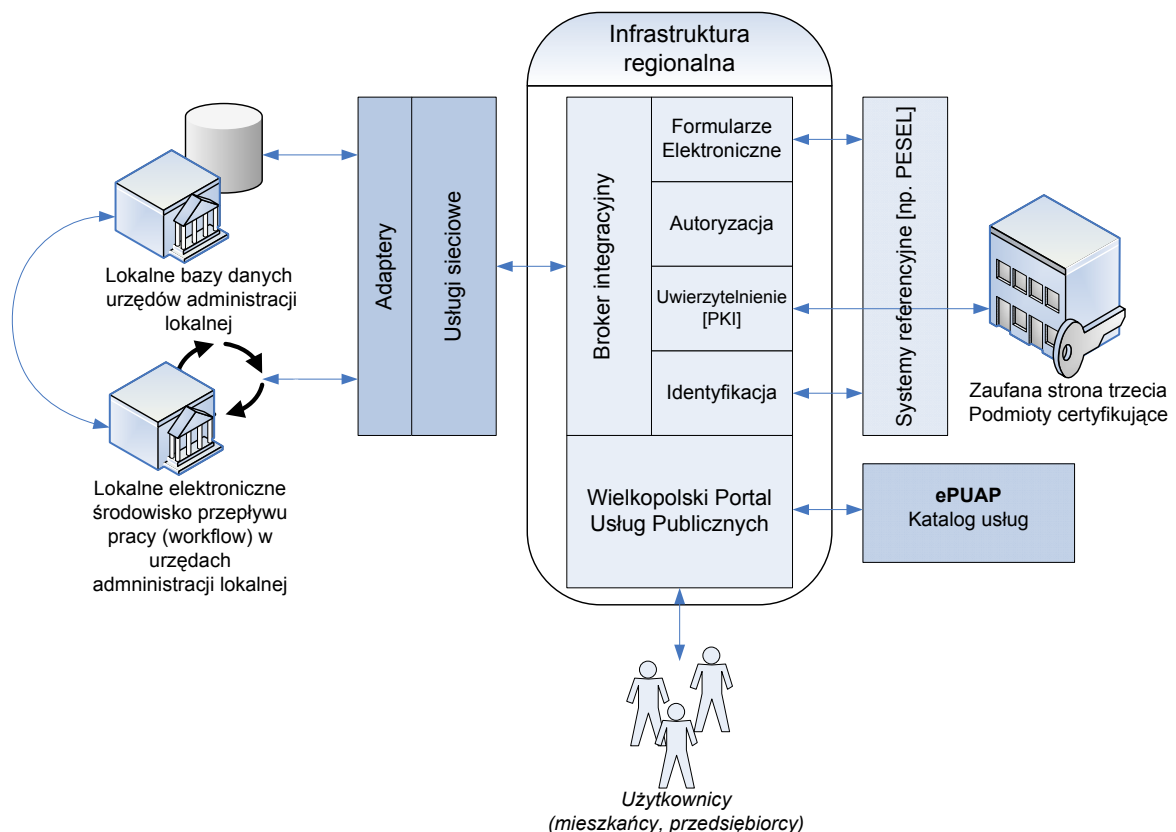 Infrastruktura
regionalna
Lokalne bazy danych
urzędów administracji
lokalnej
Lokalne elektroniczne
środowisko przepływu
pracy (workflow) w
urzędach
admninistracji lokalnej
Adaptery
Usługi sieciowe
Broker integracyjny
Formularze
Elektroniczne
Autoryzacja
Uwierzytelnienie
[PKI]
Identyfikacja
Wielkopolski Portal
Usług Publicznych
Systemy referencyjne [np. PESEL]
Zaufana strona trzecia
Podmioty certyfikujące
ePUAP
Katalog usług
Użytkownicy
(mieszkańcy, przedsiębiorcy)